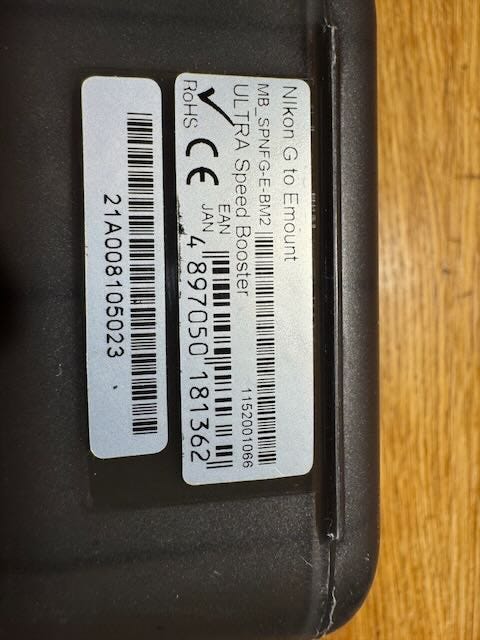 Nikon G to Emount
MB_SPNFG-E-BM2
ULTRA Speed Booster
1152001066
RoHS
CE
EAN
JAN
4 897050 181362
21A008105023